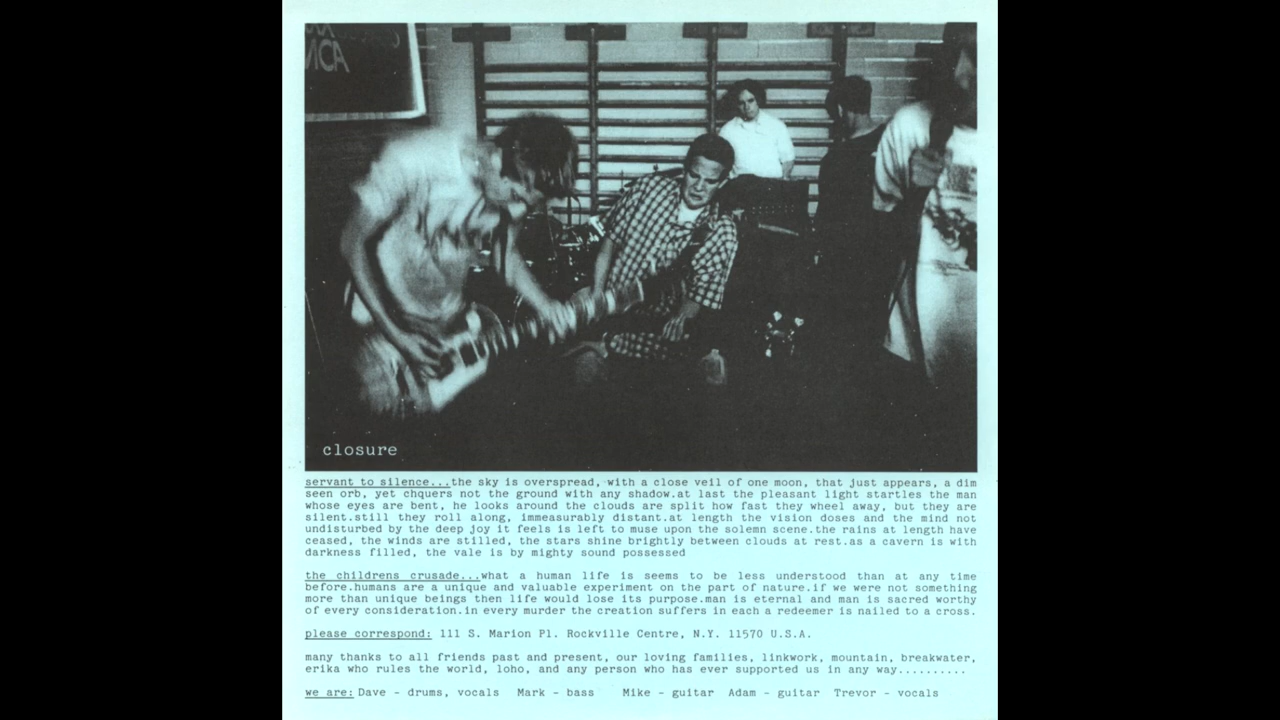 NCA
closure
servant to silence...the sky is overspread, with a close veil of one moon, that just appears, a dim
seen orb, yet chquers not the ground with any shadow.at last the pleasant light startles the man
whose eyes are bent, he looks around the clouds are split how fast they wheel away, but they are
silent.still they roll along, immeasurably distant.at length the vision doses and the mind not
undisturbed by the deep joy it feels is left to muse upon the solemn scene.the rains at length have
ceased, the winds are stilled, the stars shine brightly between clouds at rest.as a cavern is with
darkness filled, the vale is by mighty sound possessed
the childrens crusade...what a human life is seems to be less understood than at any time
before.humans are a unique and valuable experiment on the part of nature.if we were not something
more than unique beings then life would lose its purpose.man is eternal and man is sacred worthy
of every consideration.in every murder the creation suffers in each a redeemer is nailed to a cross.
please correspond: 111 S. Marion Pl. Rockville Centre, N.Y. 11570 U.S.A.
many thanks to all friends past and present, our loving families, linkwork, mountain, breakwater,
erika who rules the world, loho, and any person who has ever supported us in any way..........
we are: Dave - drums, vocals Mark - bass Mike - guitar Adam - guitar Trevor - vocals